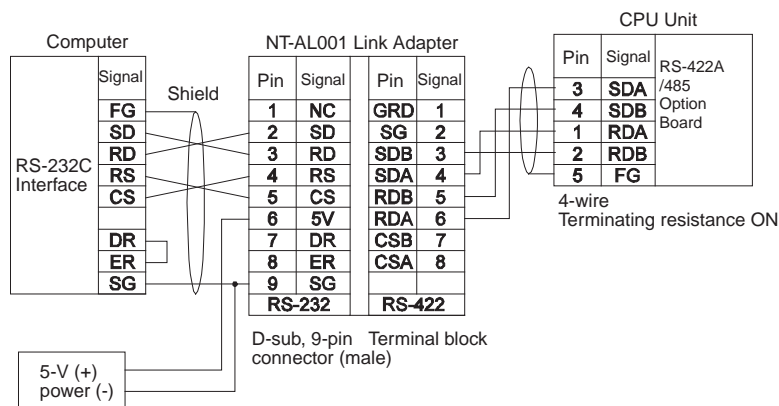 CPU Unit
Computer
NT-AL001 Link Adapter
Pin Signal
3 SDA
4 SDB
1 RDA
2 RDB
5 FG
RS-422A
/485
Option
Board
4-wire
Terminating resistance ON
Signal
FG
SD
RD
RS
CS
DR
ER
SG
RS-232C
Interface
Shield
Pin Signal
1 NC
2 SD
3 RD
4 RS
5 CS
6 5V
7 DR
8 ER
9 SG
RS-232
Pin Signal
GRD 1
SG 2
SDB 3
SDA 4
RDB 5
RDA 6
CSB 7
CSA 8
RS-422
D-sub, 9-pin
connector (male)
Terminal block
5-V (+)
power (-)